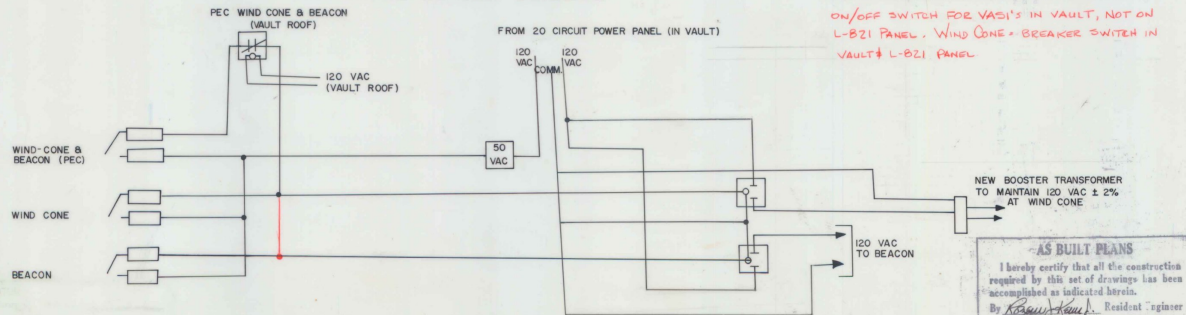 PEC WIND CONE & BEACON
(VAULT ROOF)
FROM 20 CIRCUIT POWER PANEL (IN VAULT)
ON/OFF SWITCH FOR VASI'S IN VAULT, NOT ON
L-821 PANEL. WIND CONE - BREAKER SWITCH IN
VAULT & L-821 PANEL
120 VAC
(VAULT ROOF)
120
VAC
COMM.
120
VAC
WIND-CONE &
BEACON (PEC)
50
VAC
NEW BOOSTER TRANSFORMER
TO MAINTAIN 120 VAC ± 2%
AT WIND CONE
WIND CONE
120 VAC
TO BEACON
BEACON
AS BUILT PLANS
I hereby certify that all the construction
required by this set of drawings has been
accomplished as indicated herein.
By
Resident Engineer